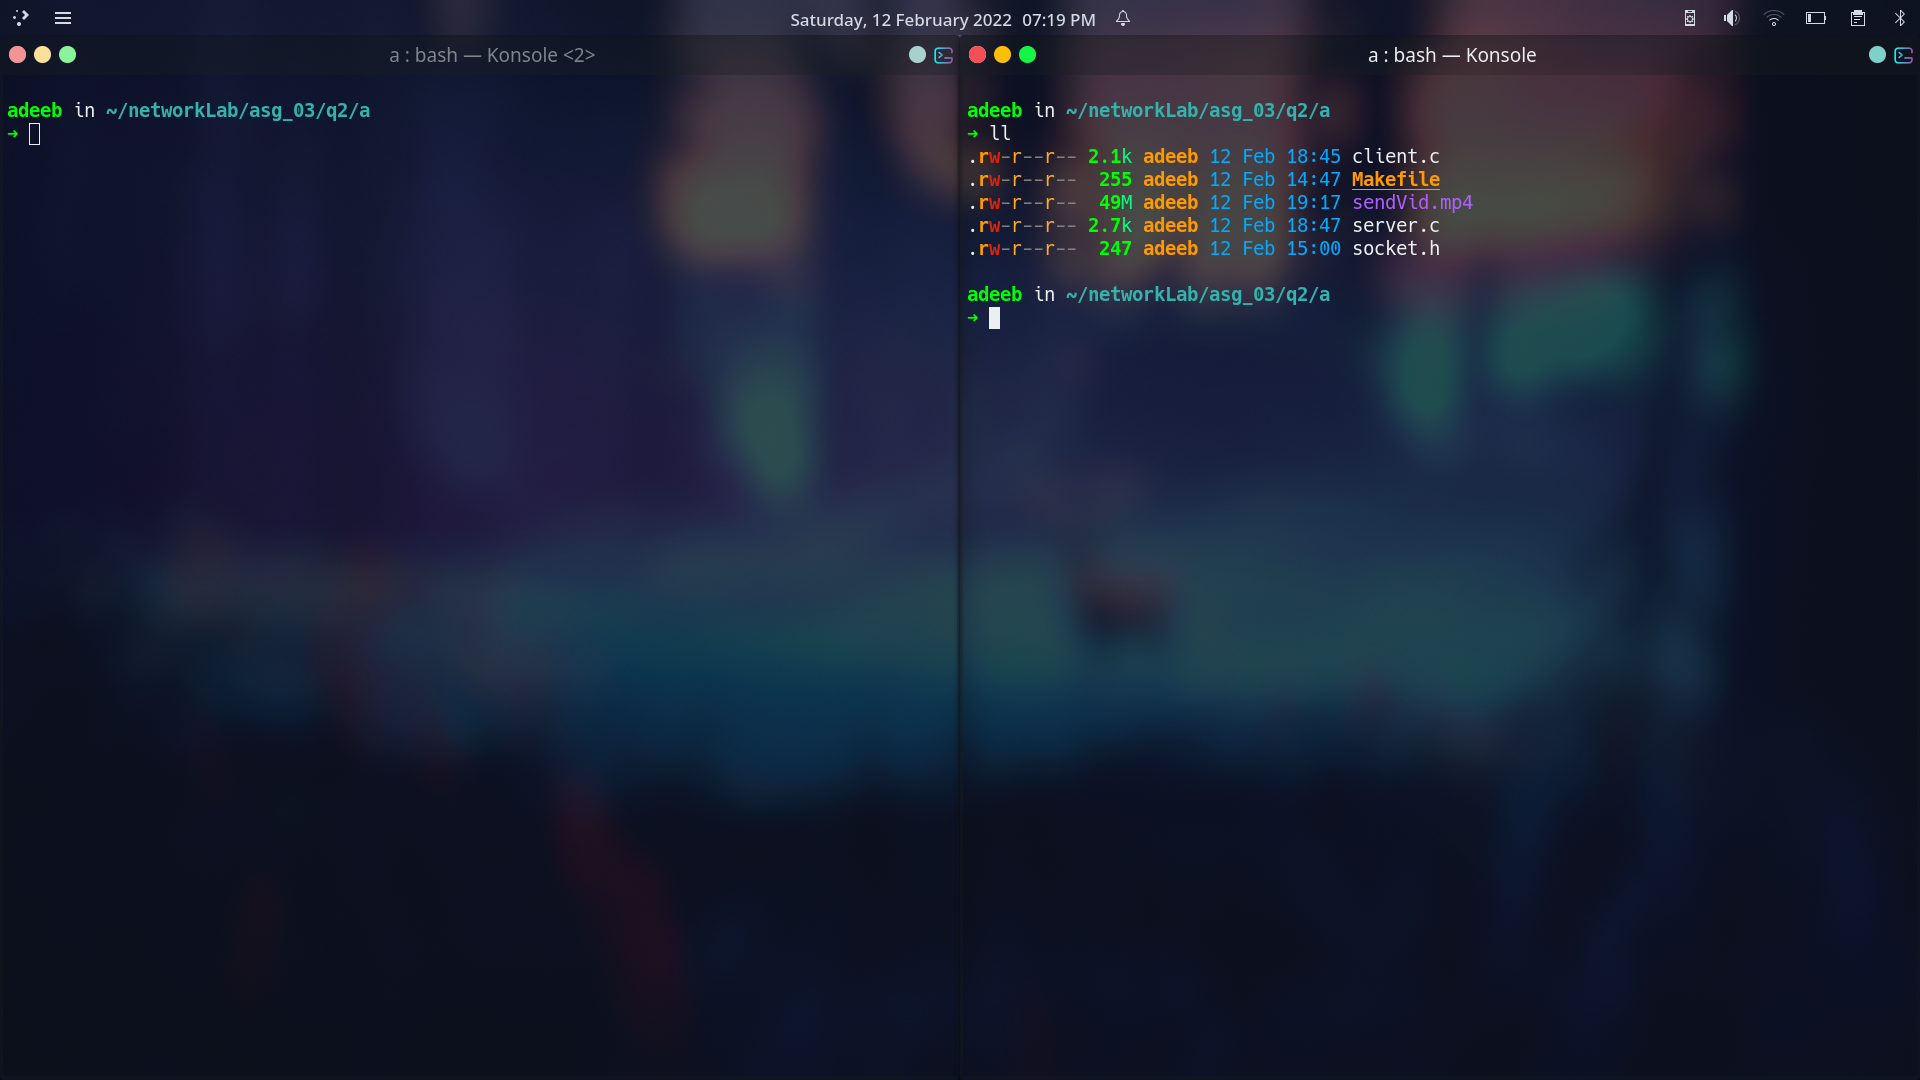 Saturday, 12 February 2022 07:19 PM
a : bash — Konsole <2>
adeeb in ~/networkLab/asg_03/q2/a
→
a : bash — Konsole
adeeb in ~/networkLab/asg_03/q2/a
→ ll
.rw-r--r-- 2.1k adeeb 12 Feb 18:45 client.c
.rw-r--r-- 255 adeeb 12 Feb 14:47 Makefile
.rw-r--r-- 49M adeeb 12 Feb 19:17 sendVid.mp4
.rw-r--r-- 2.7k adeeb 12 Feb 18:47 server.c
.rw-r--r-- 247 adeeb 12 Feb 15:00 socket.h
adeeb in ~/networkLab/asg_03/q2/a
→